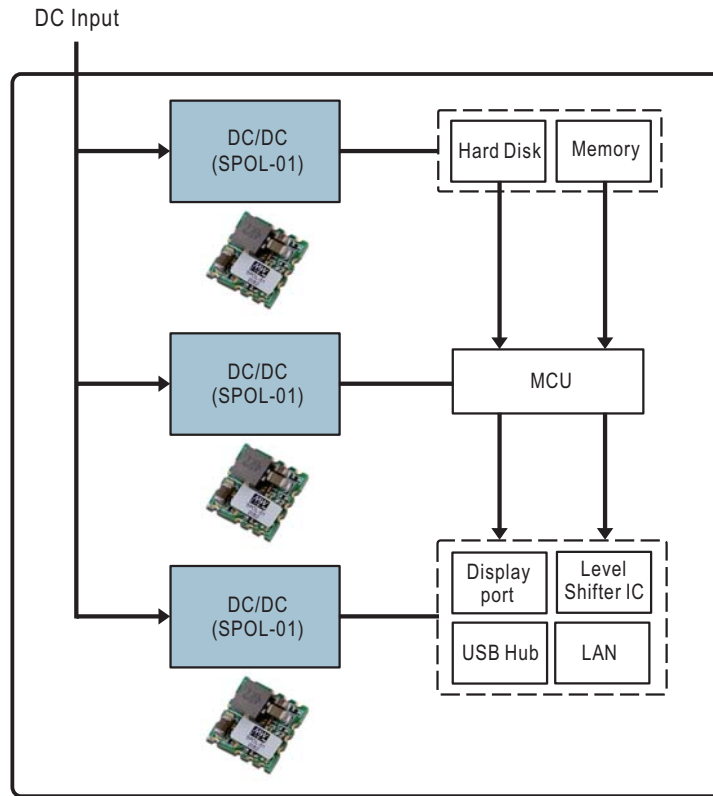 DC Input
DC/DC
(SPOL-01)
Hard Disk
Memory
DC/DC
(SPOL-01)
MCU
DC/DC
(SPOL-01)
Display
port
Level
Shifter IC
USB Hub
LAN